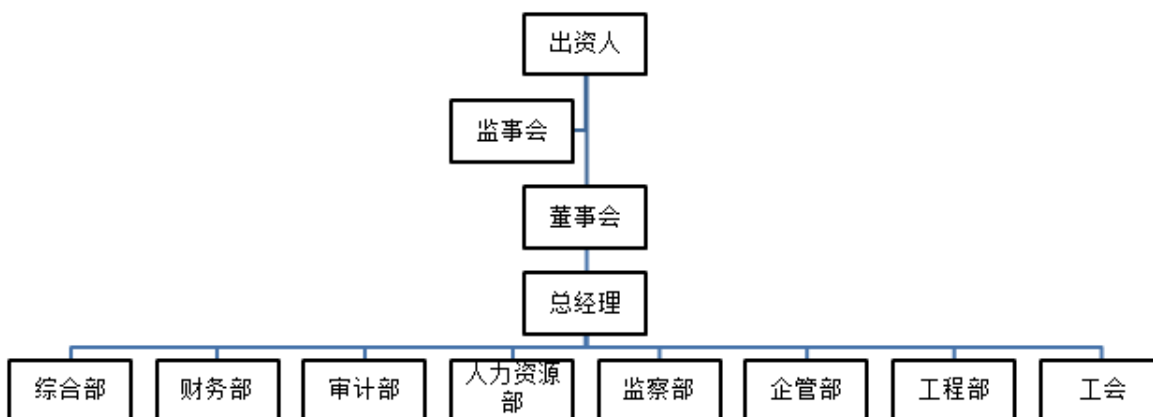 出资人
监事会
董事会
总经理
综合部
财务部
审计部
人力资源
部
监察部
企管部
工程部
工会